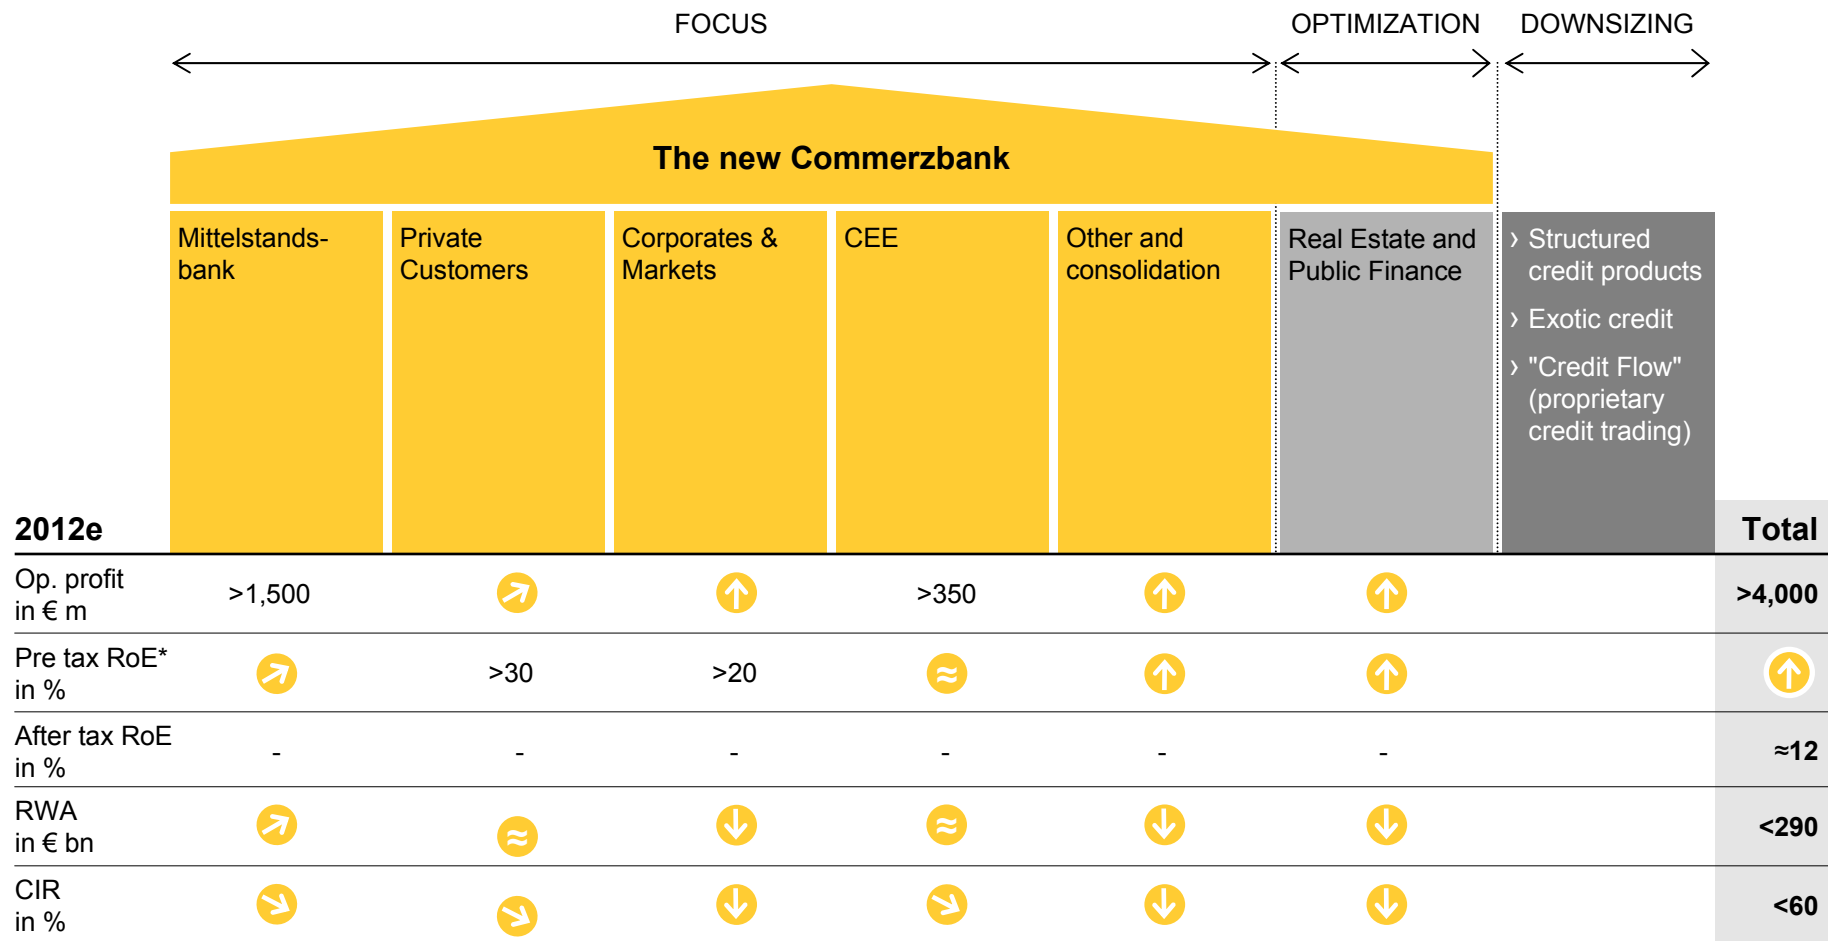 FOCUS
OPTIMIZATION
DOWNSIZING
The new Commerzbank
Mittelstands-
bank
Private
Customers
Corporates &
Markets
CEE
Other and
consolidation
Real Estate and
Public Finance
› Structured
credit products
› Exotic credit
› "Credit Flow"
(proprietary
credit trading)
2012e
Total
Op. profit
in € m
>1,500
>350
>4,000
Pre tax RoE*
in %
>30
>20
≈
After tax RoE
in %
- - - - - -
≈12
RWA
in € bn
≈
≈
<290
CIR
in %
<60